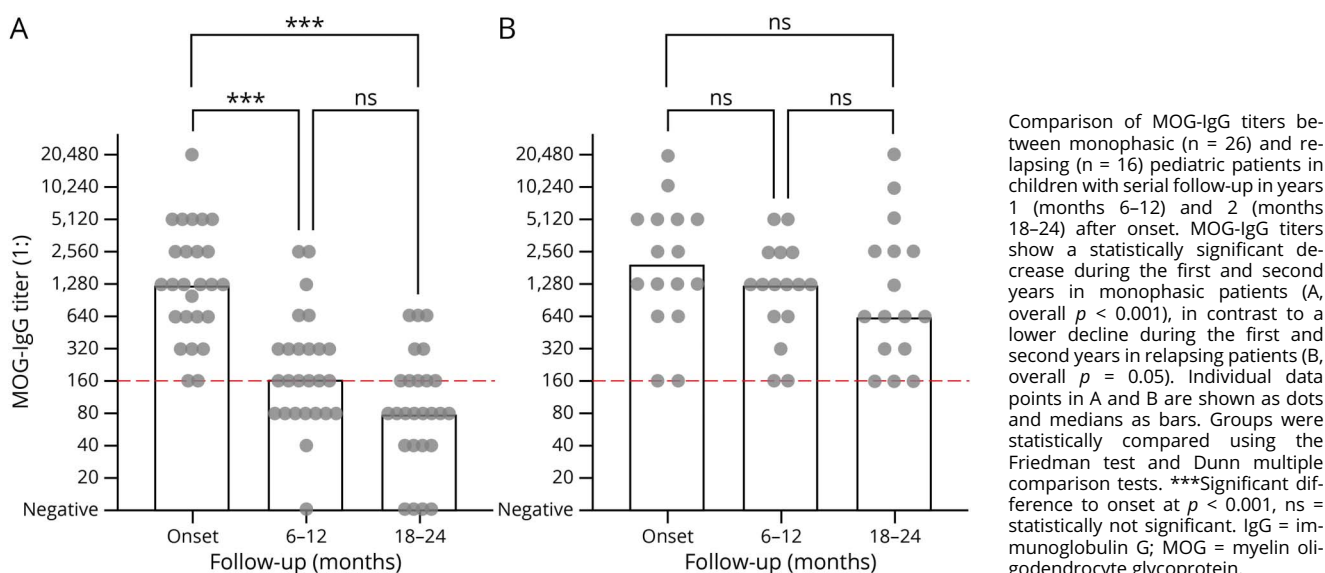 A
***
***
ns
MOG-IgG titer (1:)
20,480
10,240
5,120
2,560
1,280
640
320
160
80
40
20
Negative
Onset
6–12
18–24
Follow-up (months)
B
ns
ns
ns
20,480
10,240
5,120
2,560
1,280
640
320
160
80
40
20
Negative
Onset
6–12
18–24
Follow-up (months)
Comparison of MOG-IgG titers be-
tween monophasic (n = 26) and re-
lapsing (n = 16) pediatric patients in
children with serial follow-up in years
1 (months 6–12) and 2 (months
18–24) after onset. MOG-IgG titers
show a statistically significant de-
crease during the first and second
years in monophasic patients (A,
overall p < 0.001), in contrast to a
lower decline during the first and
second years in relapsing patients (B,
overall p = 0.05). Individual data
points in A and B are shown as dots
and medians as bars. Groups were
statistically compared using the
Friedman test and Dunn multiple
comparison tests. ***Significant dif-
ference to onset at p < 0.001, ns =
statistically not significant. IgG = im-
munoglobulin G; MOG = myelin oli-
godendrocyte glycoprotein.